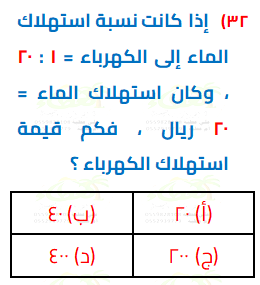 ٣٢) إذا كانت نسبة استهلاك
الماء إلى الكهرباء = ١ : ٢٠
، وكان استهلاك الماء =
٢٠ ريال ، فكم قيمة
استهلاك الكهرباء ؟
(أ) ٢٠ (ب) ٤٠
(ج) ٢٠٠ (د) ٤٠٠